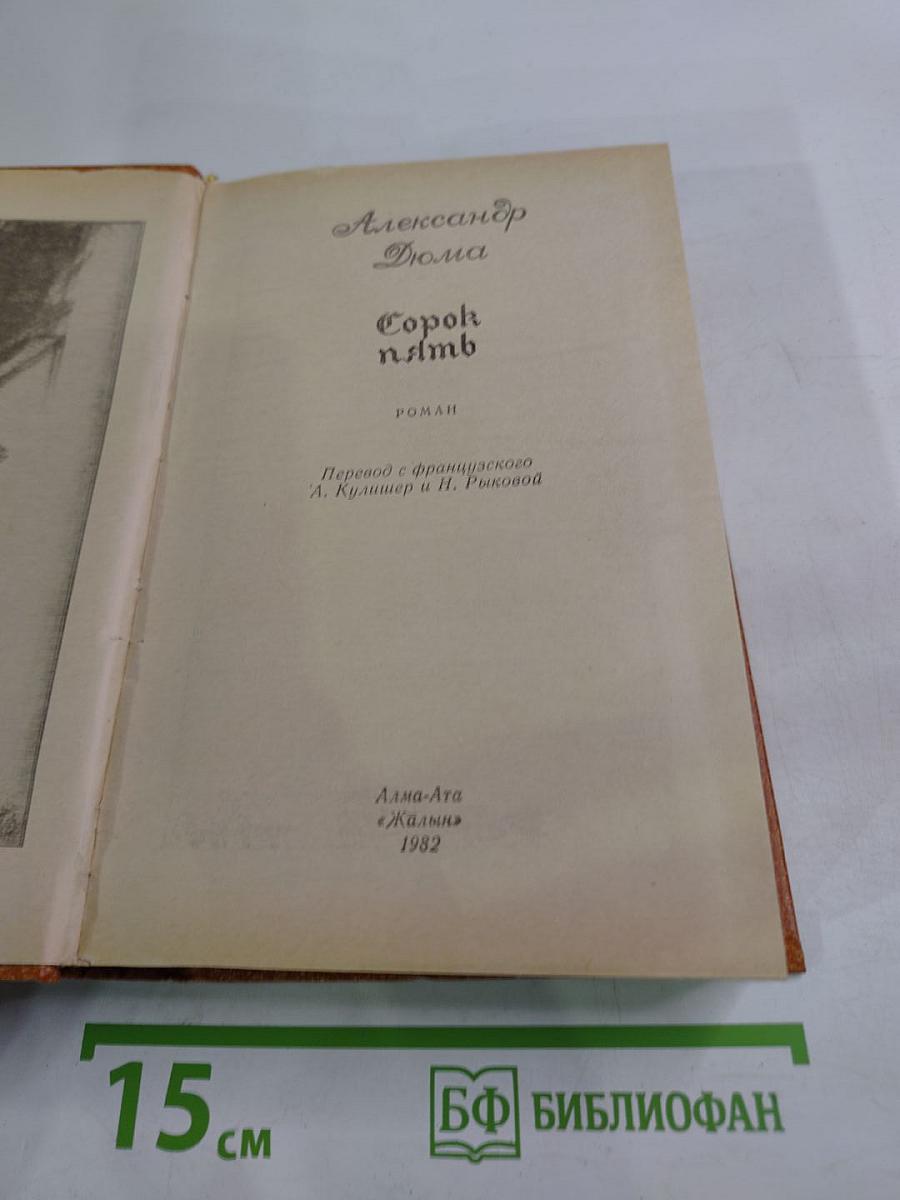 Александр
Дюма
Сорок
пять
РОМАН
Перевод с французского
А. Кулишер и Н. Рыковой
Алма-Ата
«Жалын»
1982
15 см
БФ БИБЛИОФАН